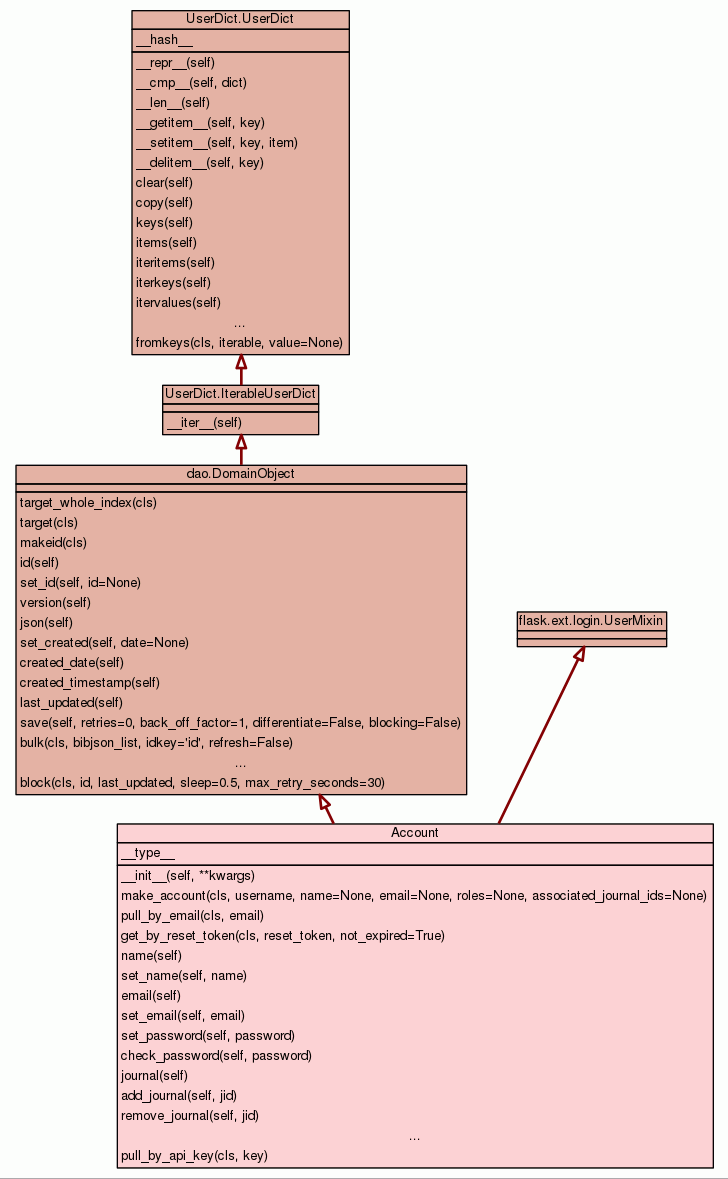 UserDict.UserDict
__hash__
__repr__(self)
__cmp__(self, dict)
__len__(self)
__getitem__(self, key)
__setitem__(self, key, item)
__delitem__(self, key)
clear(self)
copy(self)
keys(self)
items(self)
iteritems(self)
iterkeys(self)
itervalues(self)
...
fromkeys(cls, iterable, value=None)
UserDict.IterableUserDict
__iter__(self)
dao.DomainObject
target_whole_index(cls)
target(cls)
makeid(cls)
id(self)
set_id(self, id=None)
version(self)
json(self)
set_created(self, date=None)
created_date(self)
created_timestamp(self)
last_updated(self)
save(self, retries=0, back_off_factor=1, differentiate=False, blocking=False)
bulk(cls, bibjson_list, idkey='id', refresh=False)
...
block(cls, id, last_updated, sleep=0.5, max_retry_seconds=30)
flask.ext.login.UserMixin
Account
__type__
__init__(self, **kwargs)
make_account(cls, username, name=None, email=None, roles=None, associated_journal_ids=None)
pull_by_email(cls, email)
get_by_reset_token(cls, reset_token, not_expired=True)
name(self)
set_name(self, name)
email(self)
set_email(self, email)
set_password(self, password)
check_password(self, password)
journal(self)
add_journal(self, jid)
remove_journal(self, jid)
...
pull_by_api_key(cls, key)